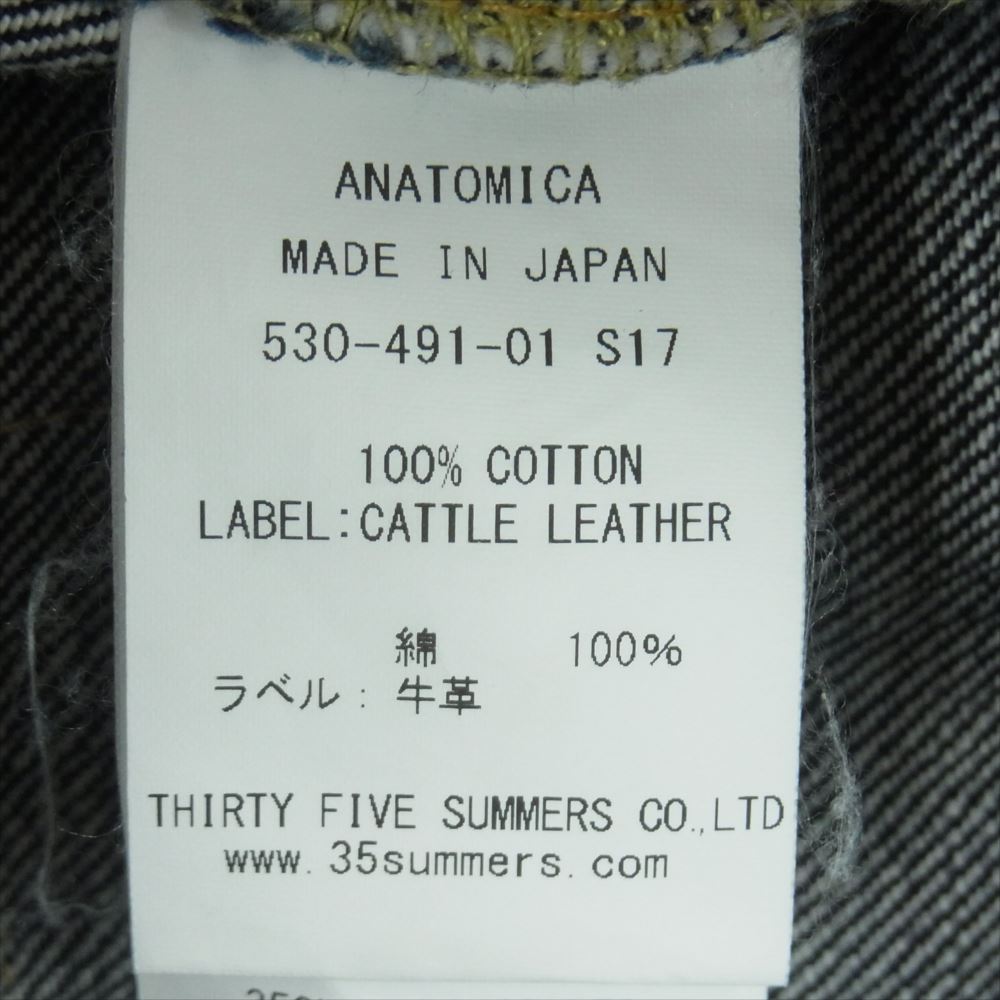 ANATOMICA
MADE IN JAPAN
530-491-01 S17
100% COTTON
LABEL:CATTLE LEATHER
綿 100%
ラベル: 牛革
THIRTY FIVE SUMMERS CO.,LTD
www.35summers.com